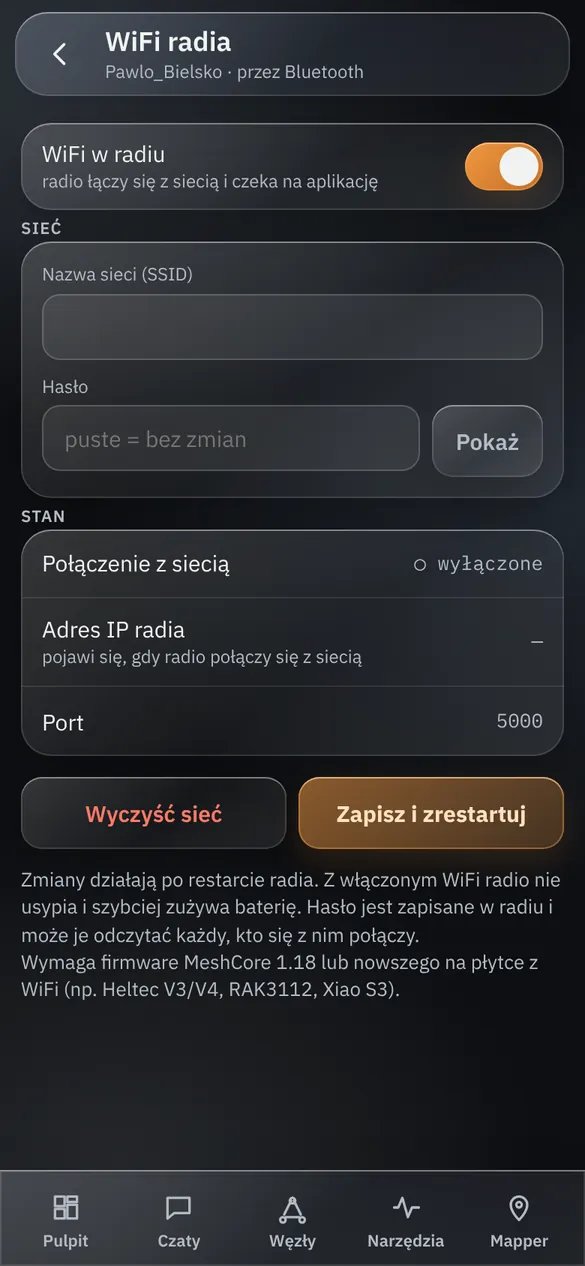 WiFi radia
Pawlo_Bielsko · przez Bluetooth
WiFi w radiu
radio łączy się z siecią i czeka na aplikację
SIEĆ
Nazwa sieci (SSID)
Hasło
puste = bez zmian
Pokaż
STAN
Połączenie z siecią
○ wyłączone
Adres IP radia
pojawi się, gdy radio połączy się z siecią
—
Port
5000
Wyczyść sieć
Zapisz i zrestartuj
Zmiany działają po restarcie radia. Z włączonym WiFi radio nie
usypia i szybciej zużywa baterię. Hasło jest zapisane w radiu i
może je odczytać każdy, kto się z nim połączy.
Wymaga firmware MeshCore 1.18 lub nowszego na płytce z
WiFi (np. Heltec V3/V4, RAK3112, Xiao S3).
Pulpit
Czaty
Węzły
Narzędzia
Mapper